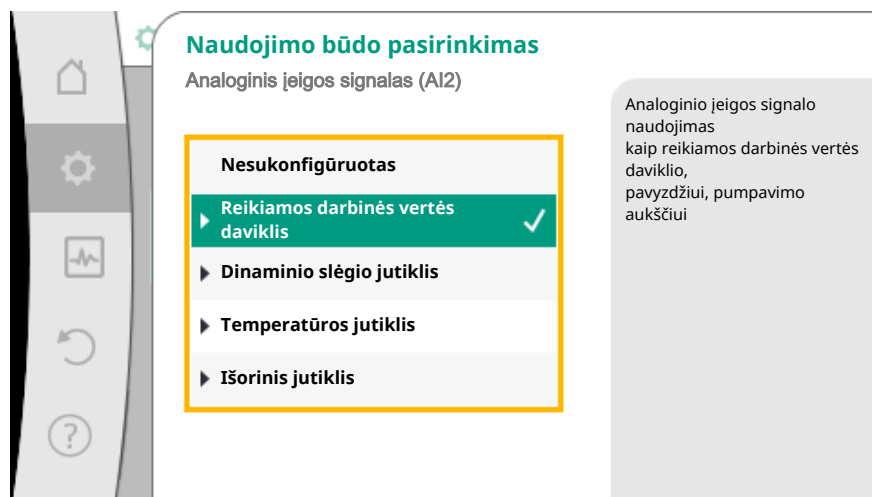 Naudojimo būdo pasirinkimas
Analoginis įeigos signalas (AI2)
Nesukonfigūruotas
Reikiamos darbinės vertės
daviklis
Dinaminio slėgio jutiklis
Temperatūros jutiklis
Išorinis jutiklis
Analoginio įeigos signalo
naudojimas
kaip reikiamos darbinės vertės
daviklio,
pavyzdžiui, pumpavimo
aukščiui